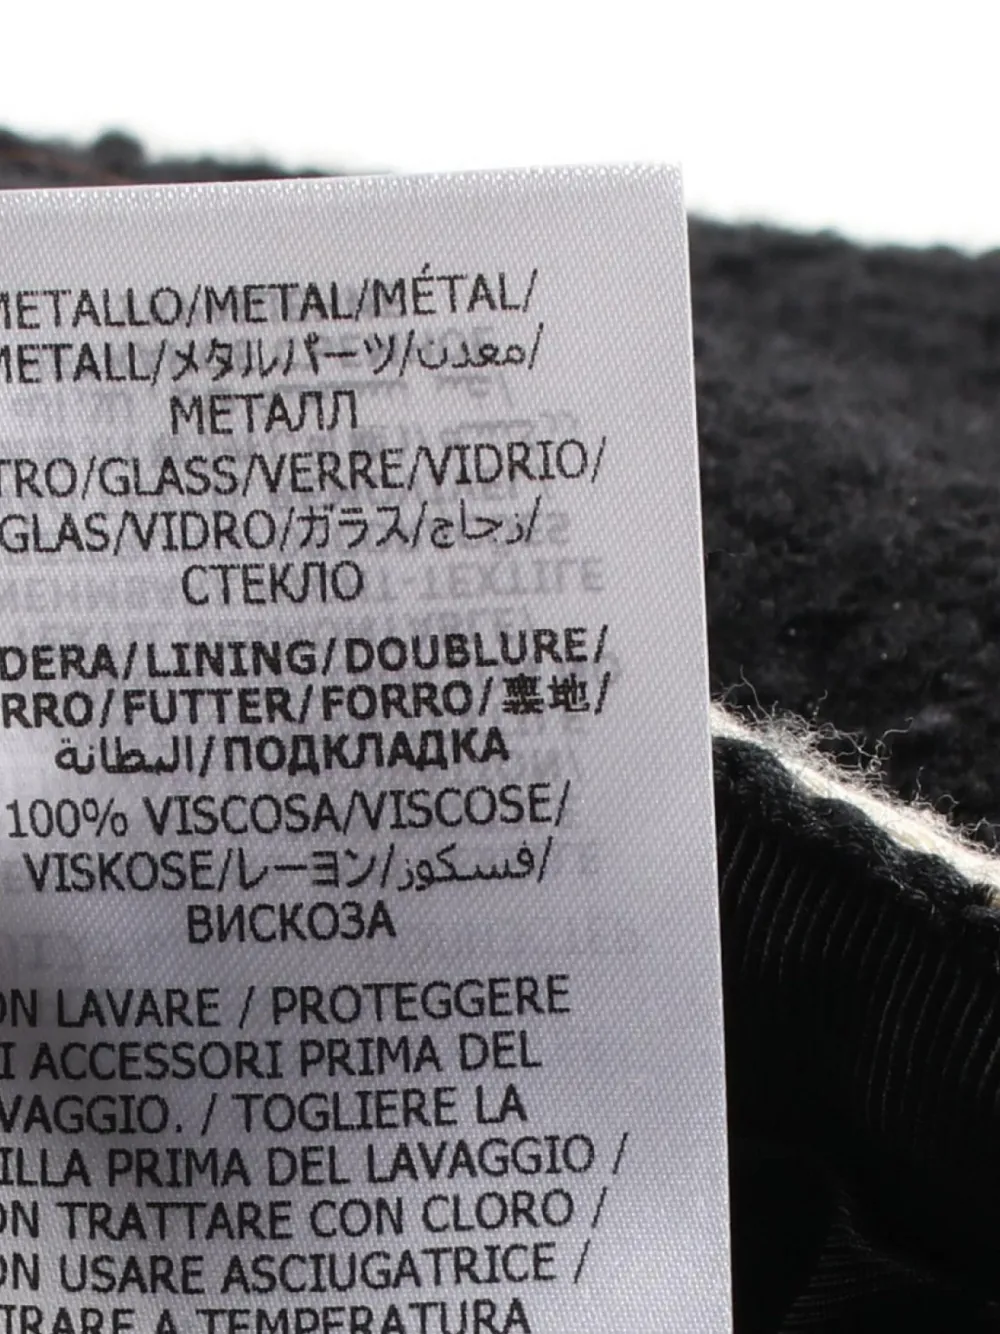 METALLO/METAL/MÉTAL/
METALL/メタルパーツ/معدن/
МЕТАЛЛ
TRO/GLASS/VERRE/VIDRIO/
GLAS/VIDRO/ガラス/زجاج/
СТЕКЛО
DERA/LINING/DOUBLURE/
RRO/FUTTER/FORRO/裏地/
البطانة/ПОДКЛАДКА
100% VISCOSA/VISCOSE/
VISKOSE/レーヨン/فسكوز/
ВИСКОЗА
ON LAVARE / PROTEGGERE
I ACCESSORI PRIMA DEL
VAGGIO. / TOGLIERE LA
ILLA PRIMA DEL LAVAGGIO /
ON TRATTARE CON CLORO /
ON USARE ASCIUGATRICE /
TIRARE A TEMPERATURA